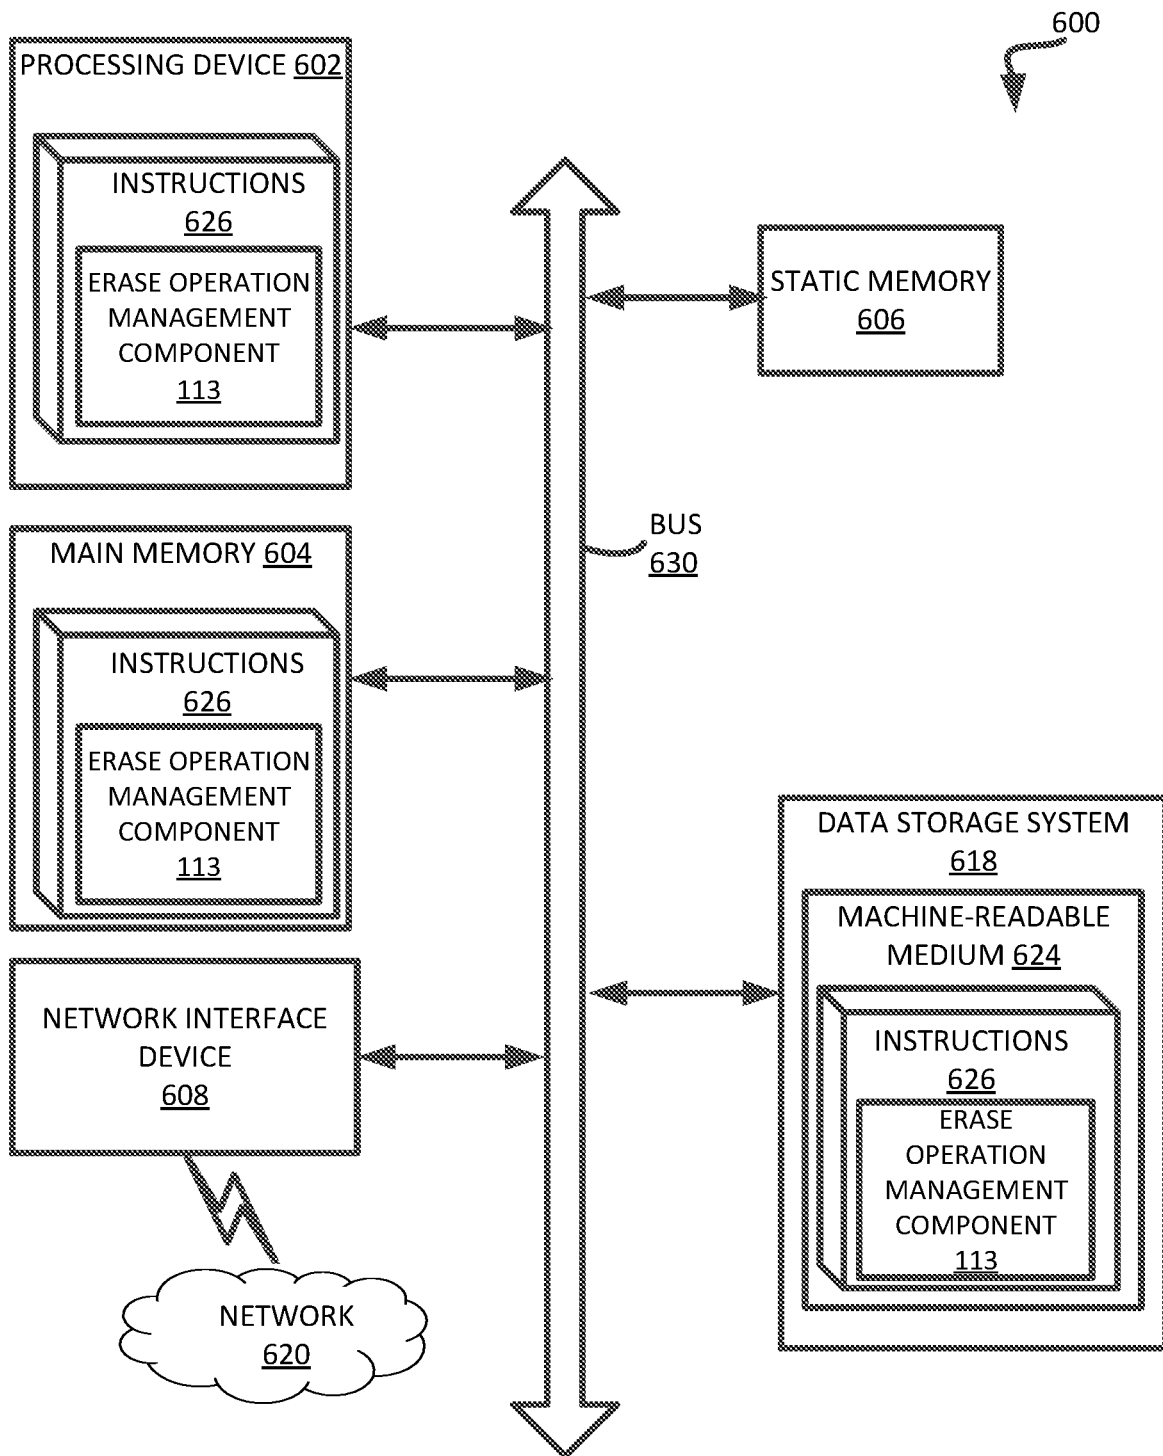 600
PROCESSING DEVICE 602
INSTRUCTIONS
626
ERASE OPERATION
MANAGEMENT
COMPONENT
113
STATIC MEMORY
606
BUS
630
MAIN MEMORY 604
INSTRUCTIONS
626
ERASE OPERATION
MANAGEMENT
COMPONENT
113
DATA STORAGE SYSTEM
618
MACHINE-READABLE
MEDIUM 624
INSTRUCTIONS
626
ERASE
OPERATION
MANAGEMENT
COMPONENT
113
NETWORK INTERFACE
DEVICE
608
NETWORK
620